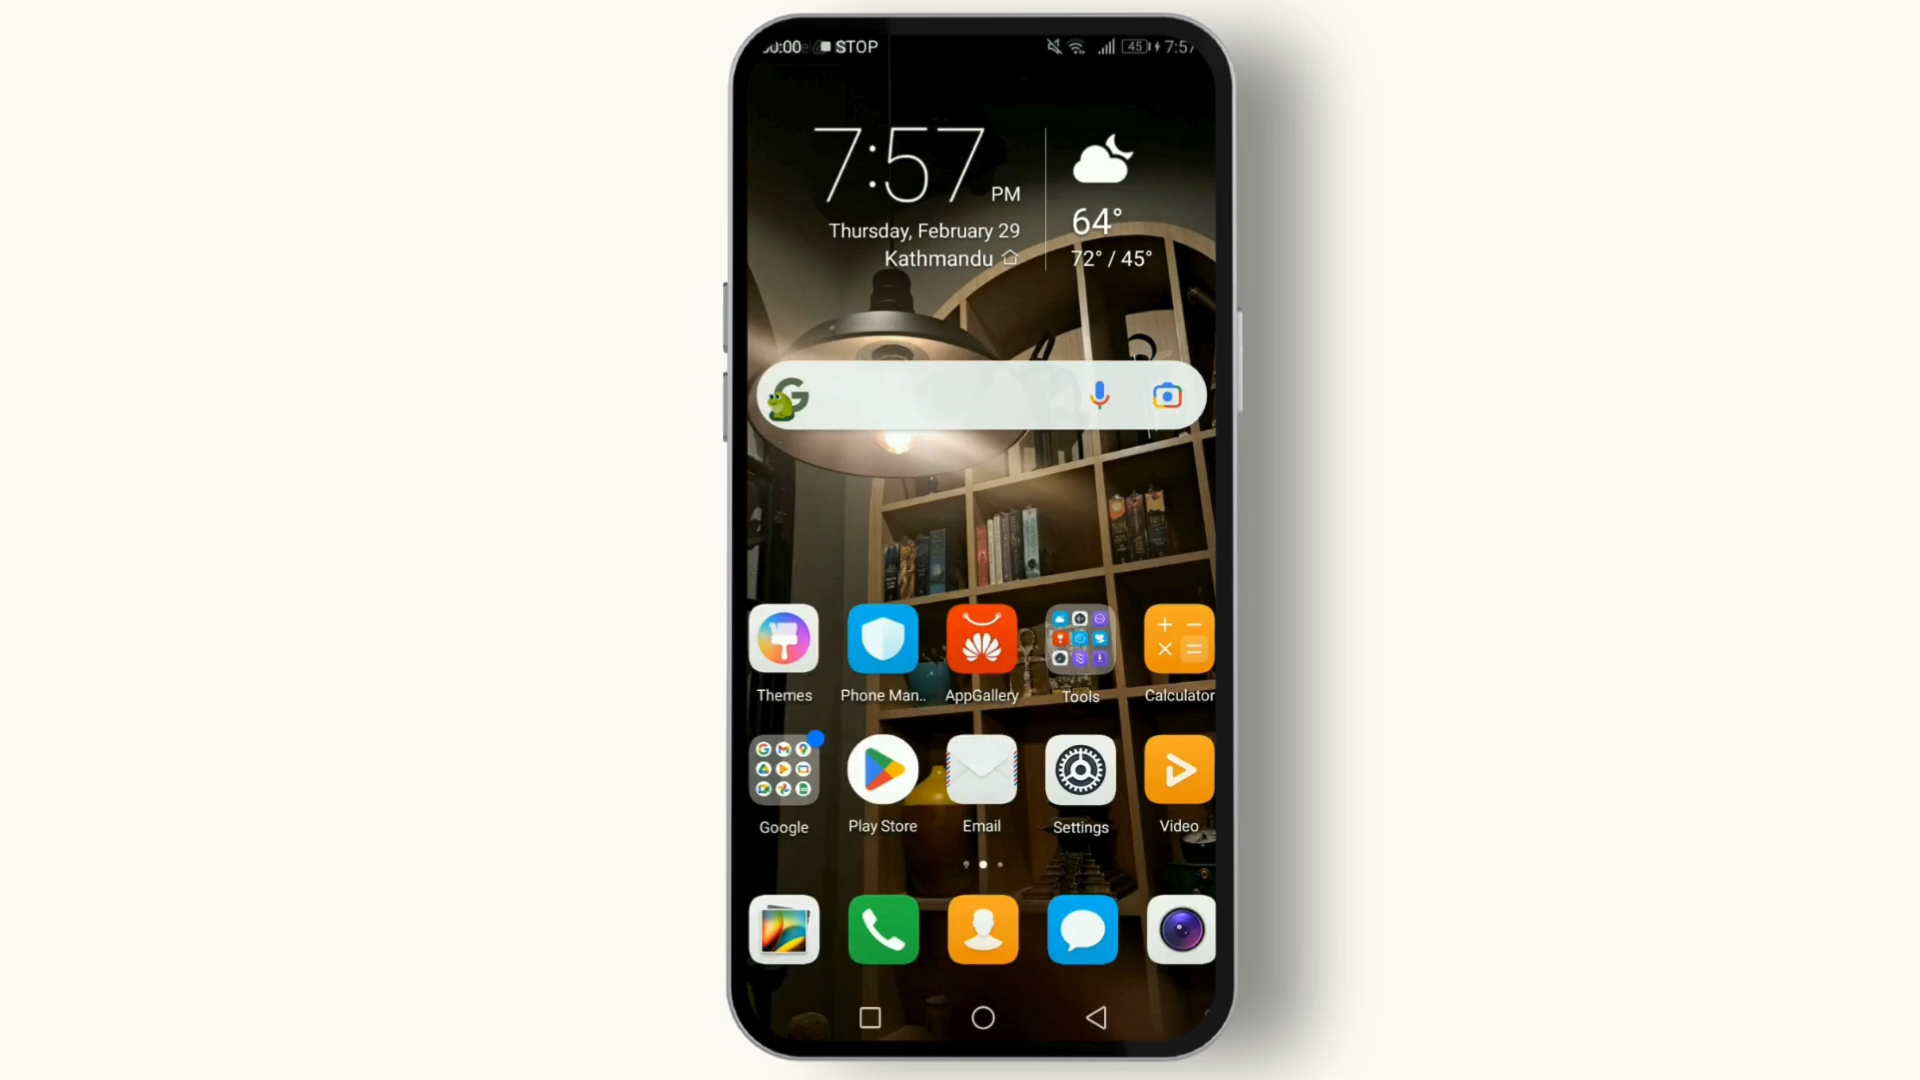 STOP
45 7:57
7:57 PM
Thursday, February 29
Kathmandu
64°
72° / 45°
Themes
Phone Man..
AppGallery
Tools
Calculator
Google
Play Store
Email
Settings
Video